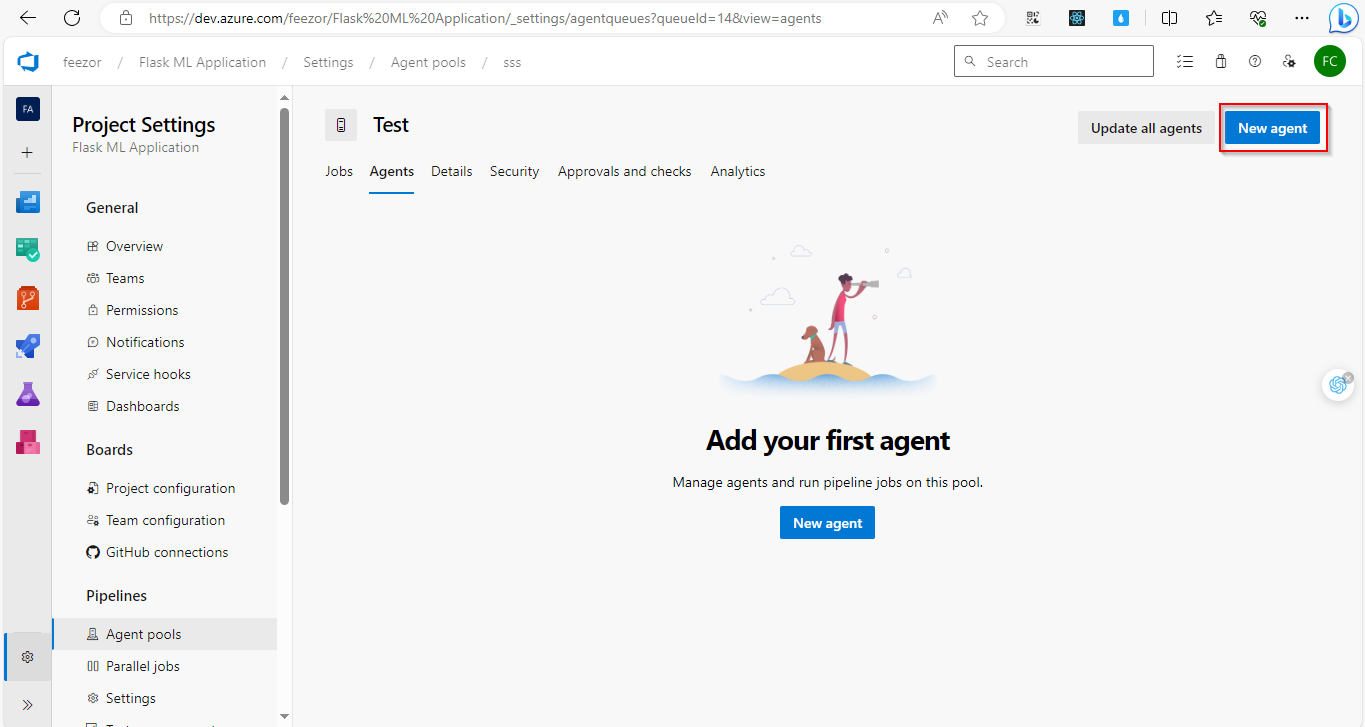 https://dev.azure.com/feezor/Flask%20ML%20Application/_settings/agentqueues?queueId=14&view=agents
feezor / Flask ML Application / Settings / Agent pools / sss
Search
FC
FA
Project Settings
Flask ML Application
General
Overview
Teams
Permissions
Notifications
Service hooks
Dashboards
Boards
Project configuration
Team configuration
GitHub connections
Pipelines
Agent pools
Parallel jobs
Settings
Test
Update all agents
New agent
Jobs Agents Details Security Approvals and checks Analytics
Add your first agent
Manage agents and run pipeline jobs on this pool.
New agent